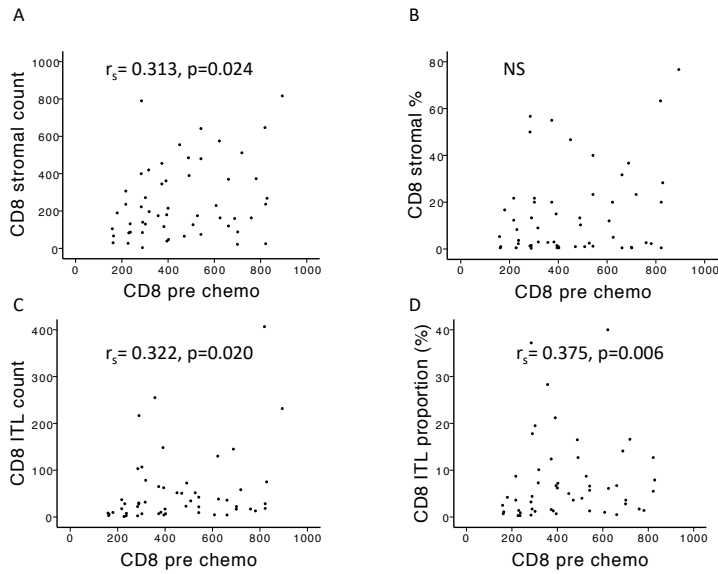 A
rs= 0.313, p=0.024
CD8 stromal count
1000
800
600
400
200
0
0 200 400 600 800 1000
CD8 pre chemo
B
NS
CD8 stromal %
80
60
40
20
0
0 200 400 600 800 1000
CD8 pre chemo
C
rs= 0.322, p=0.020
CD8 ITL count
400
300
200
100
0
0 200 400 600 800 1000
CD8 pre chemo
D
rs= 0.375, p=0.006
CD8 ITL proportion (%)
40
30
20
10
0
0 200 400 600 800 1000
CD8 pre chemo